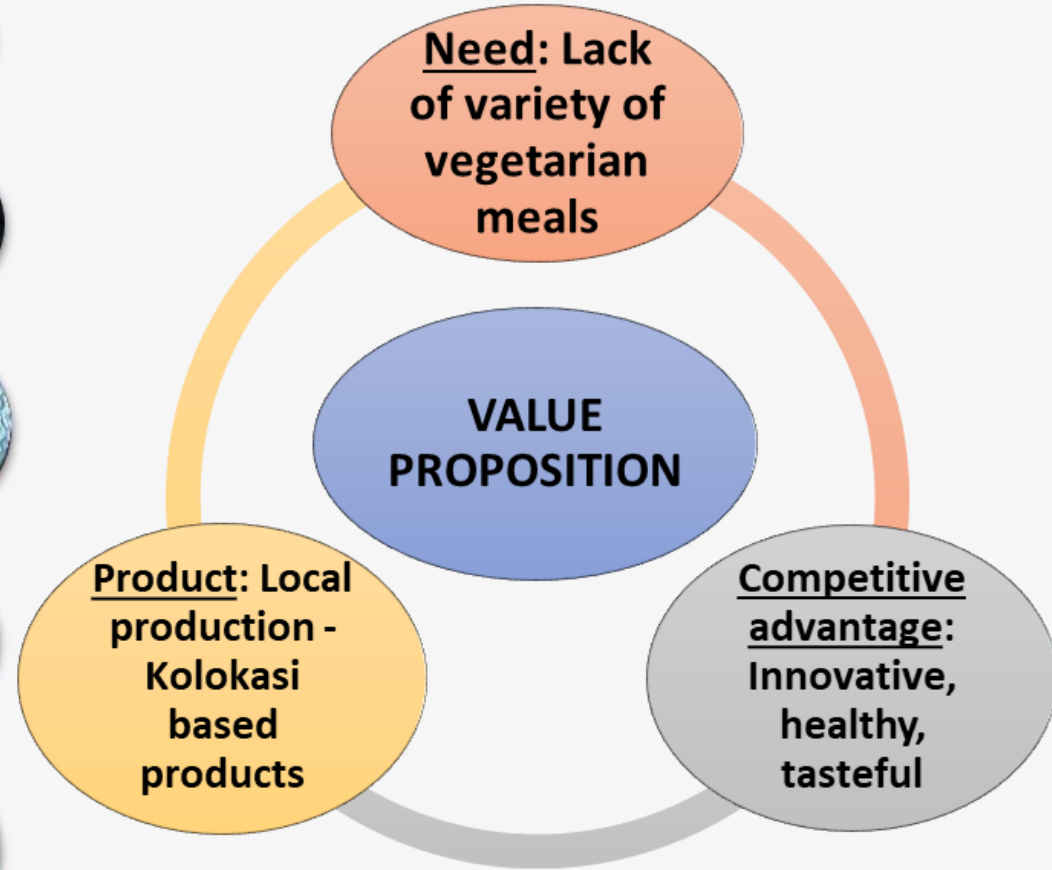 Need: Lack
of variety of
vegetarian
meals
VALUE
PROPOSITION
Product: Local
production -
Kolokasi
based
products
Competitive
advantage:
Innovative,
healthy,
tasteful